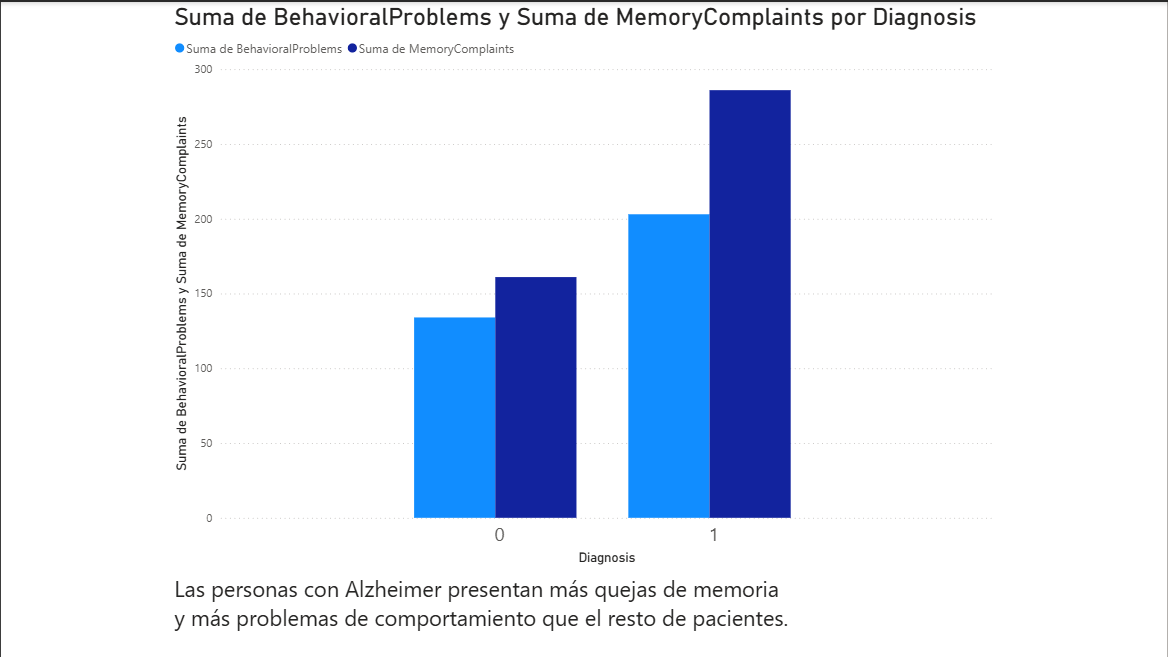 Suma de BehavioralProblems y Suma de MemoryComplaints por Diagnosis
Suma de BehavioralProblems Suma de MemoryComplaints
Suma de BehavioralProblems y Suma de MemoryComplaints
300
250
200
150
100
50
0
0 1
Diagnosis
Las personas con Alzheimer presentan más quejas de memoria
y más problemas de comportamiento que el resto de pacientes.